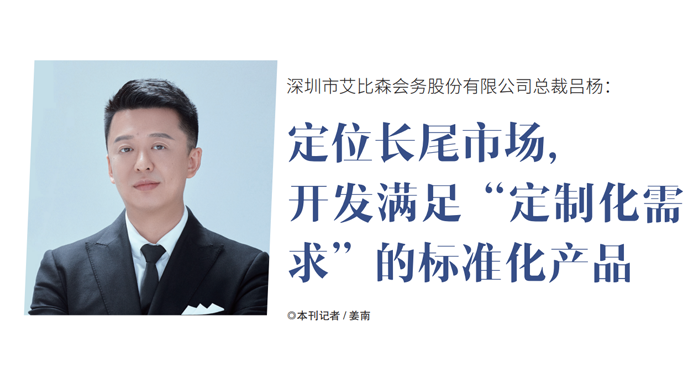 深圳市艾比森会务股份有限公司总裁吕杨：
定位长尾市场，
开发满足“定制化需
求”的标准化产品
◎本刊记者 / 姜南